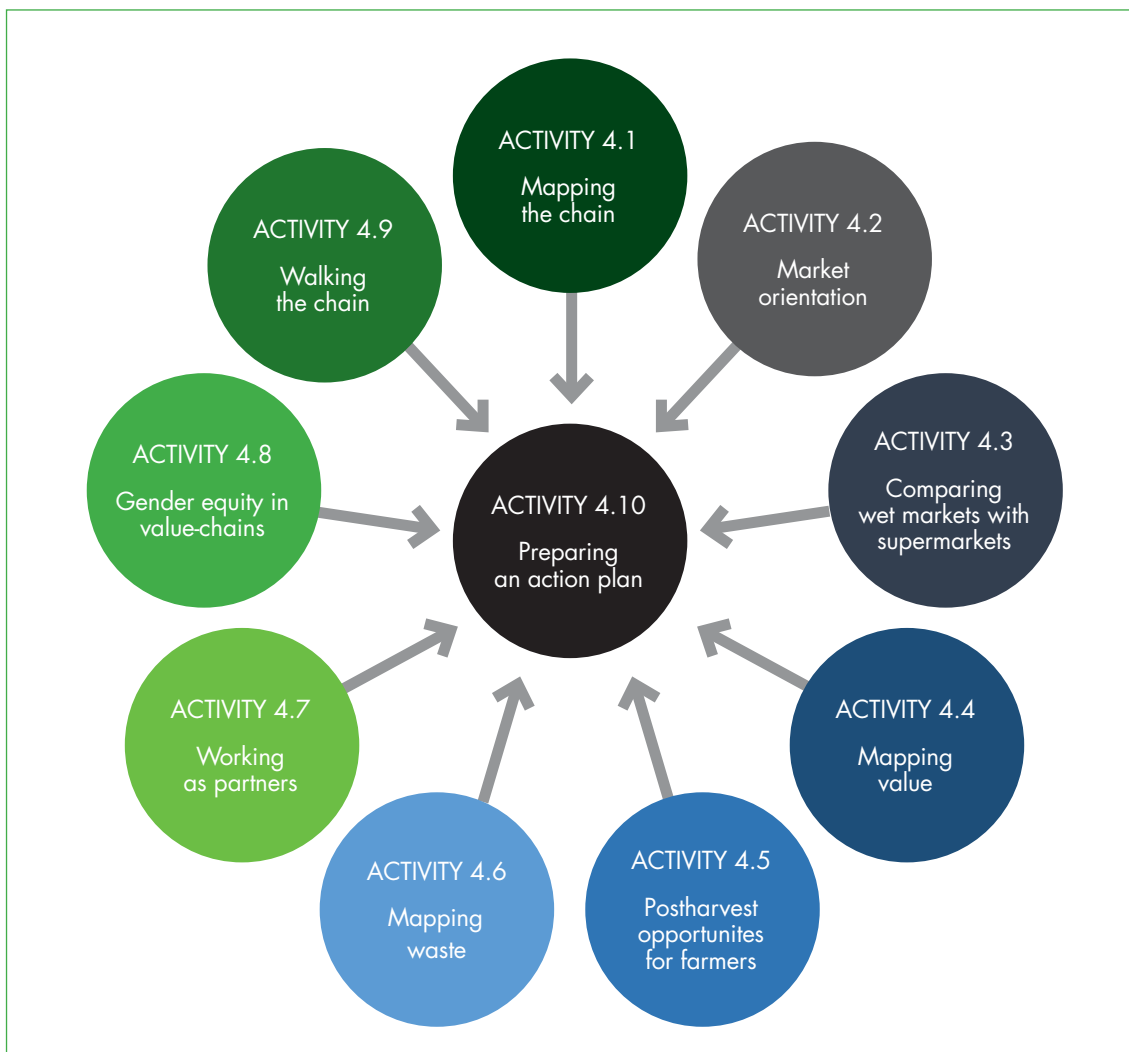 ACTIVITY 4.1
Mapping
the chain
ACTIVITY 4.2
Market
orientation
ACTIVITY 4.3
Comparing
wet markets with
supermarkets
ACTIVITY 4.4
Mapping
value
ACTIVITY 4.5
Postharvest
opportunites
for farmers
ACTIVITY 4.6
Mapping
waste
ACTIVITY 4.7
Working
as partners
ACTIVITY 4.8
Gender equity in
value-chains
ACTIVITY 4.9
Walking
the chain
ACTIVITY 4.10
Preparing
an action plan